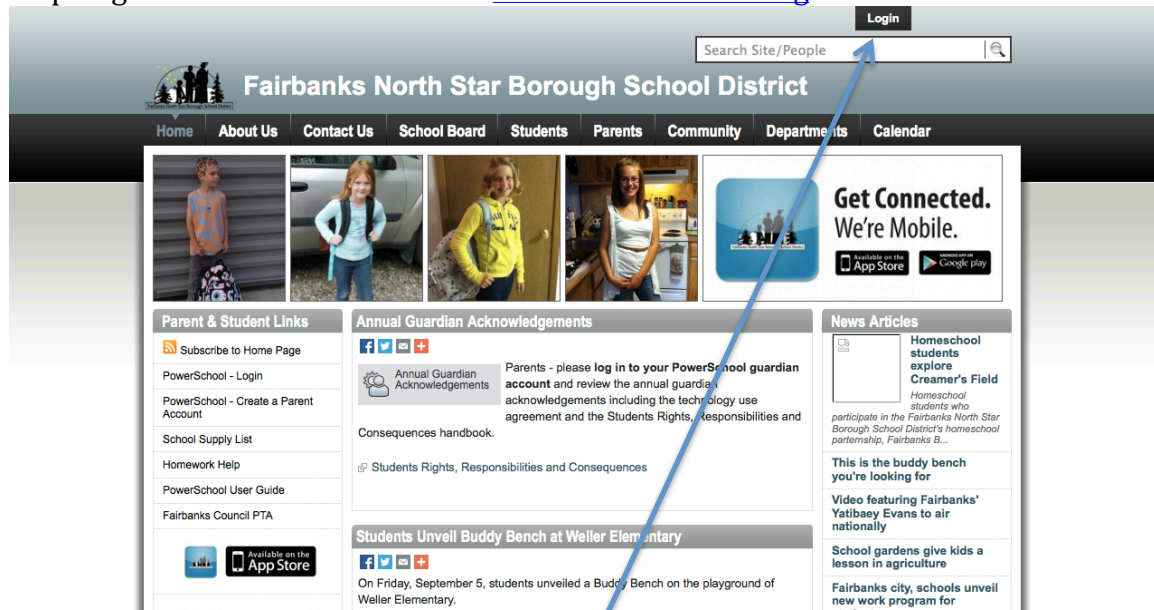 Login
Search Site/People
Fairbanks North Star Borough School District
Home About Us Contact Us School Board Students Parents Community Departments Calendar
Get Connected.
We're Mobile.
Available on the
App Store
ANDROID APP ON
Google play
Parent & Student Links
Subscribe to Home Page
PowerSchool - Login
PowerSchool - Create a Parent
Account
School Supply List
Homework Help
PowerSchool User Guide
Fairbanks Council PTA
Available on the
App Store
Annual Guardian Acknowledgements
Annual Guardian
Acknowledgements
Parents - please log in to your PowerSchool guardian
account and review the annual guardian
acknowledgements including the technology use
agreement and the Students Rights, Responsibilities and
Consequences handbook.
Students Rights, Responsibilities and Consequences
Students Unveil Buddy Bench at Weller Elementary
On Friday, September 5, students unveiled a Buddy Bench on the playground of
Weller Elementary.
News Articles
Homeschool
students
explore
Creamer's Field
Homeschool
students who
participate in the Fairbanks North Star
Borough School District's homeschool
parternship, Fairbanks B...
This is the buddy bench
you're looking for
Video featuring Fairbanks'
Yatibaey Evans to air
nationally
School gardens give kids a
lesson in agriculture
Fairbanks city, schools unveil
new work program for